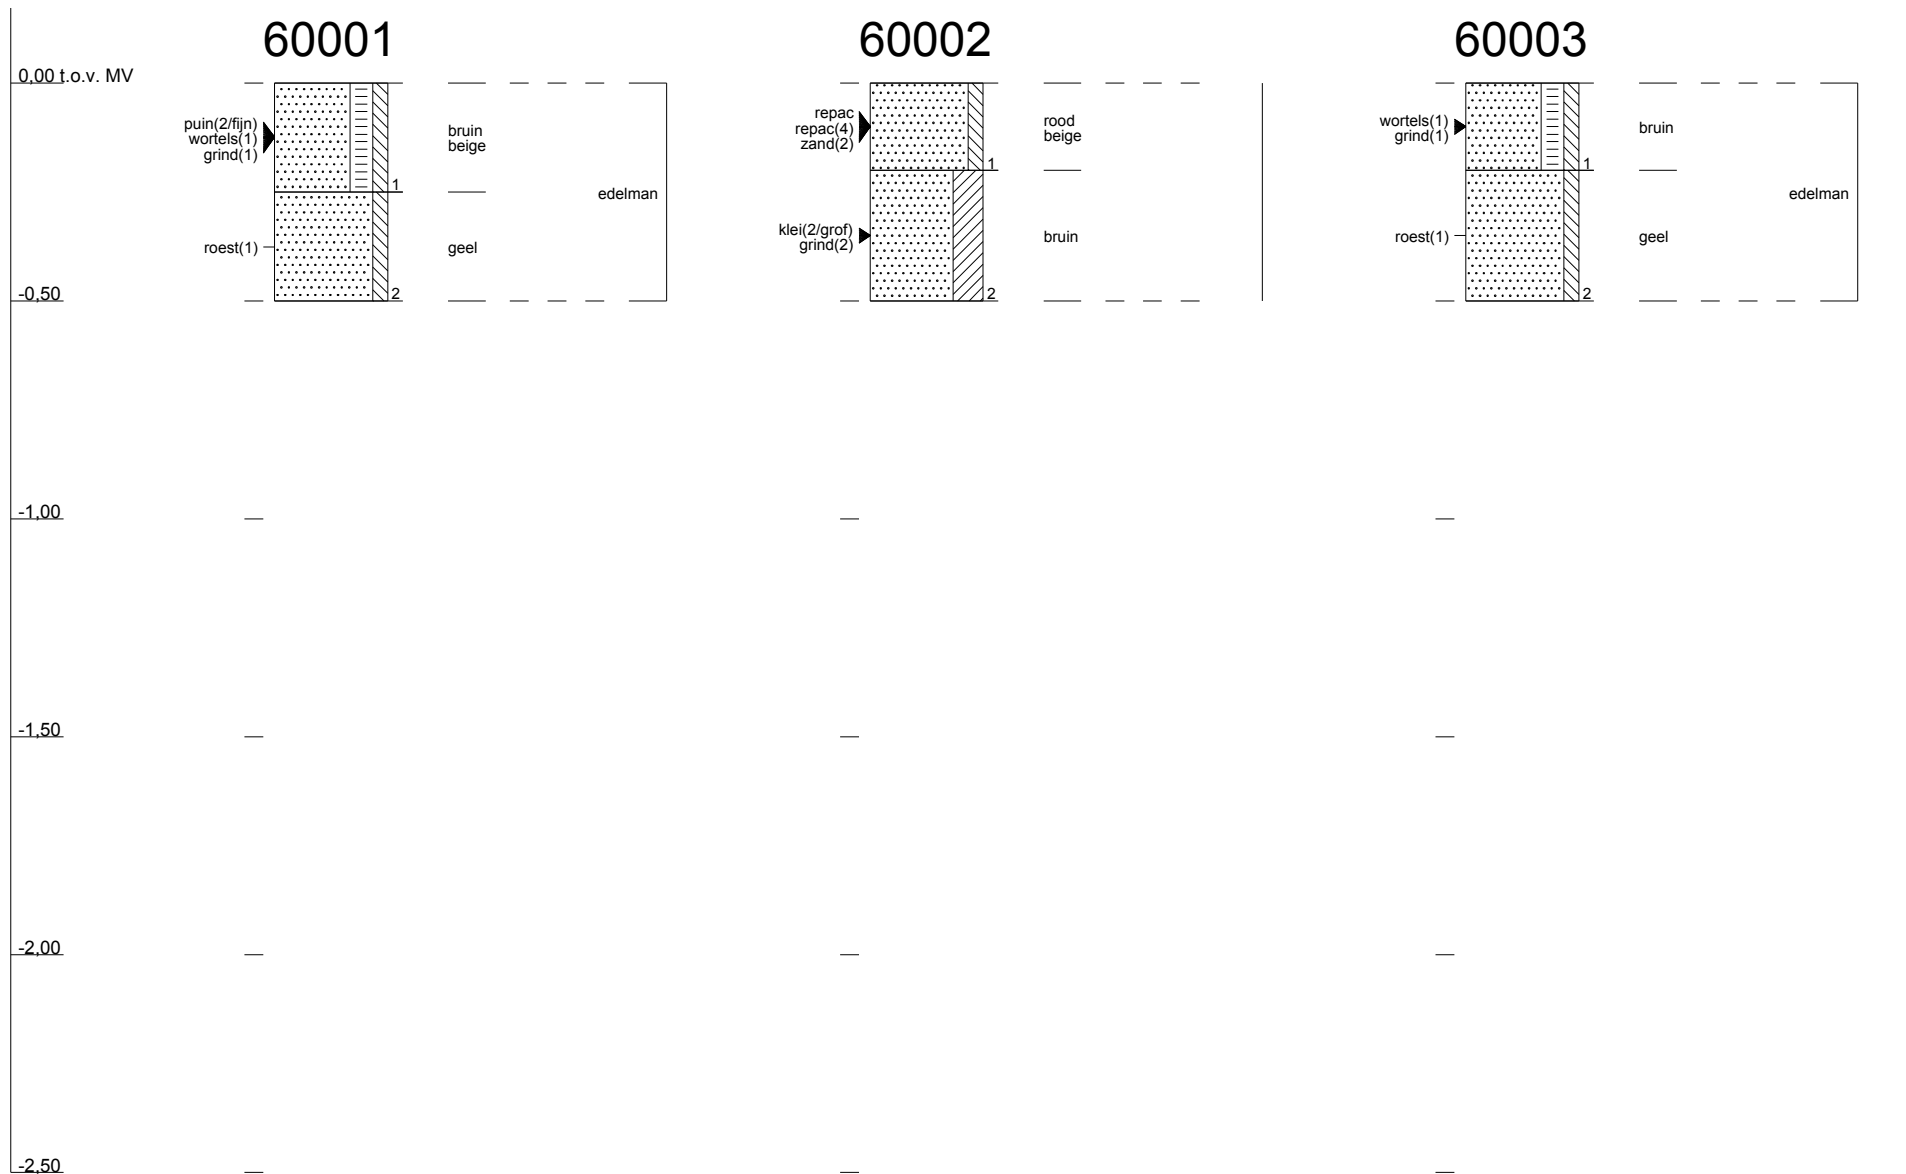 60001
60002
60003
0,00 t.o.v. MV
puin(2/fijn)
wortels(1)
grind(1)
1
bruin
beige
roest(1)
2
geel
edelman
repac
repac(4)
zand(2)
1
rood
beige
klei(2/grof)
grind(2)
2
bruin
wortels(1)
grind(1)
1
bruin
roest(1)
2
geel
edelman
-0,50
-1,00
-1,50
-2,00
-2,50